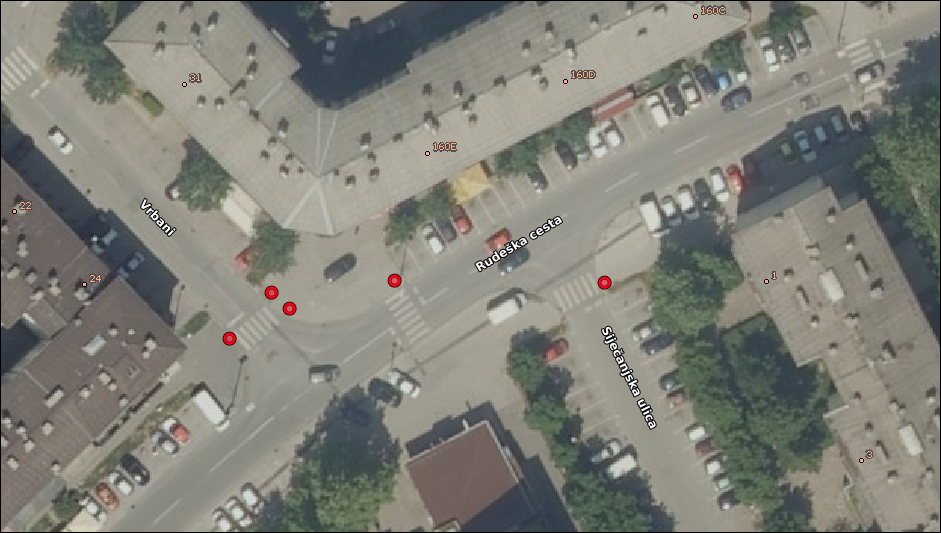 160C
31
160D
160E
22
Vrbani
Rudeška cesta
24
1
Siječanjska ulica
3